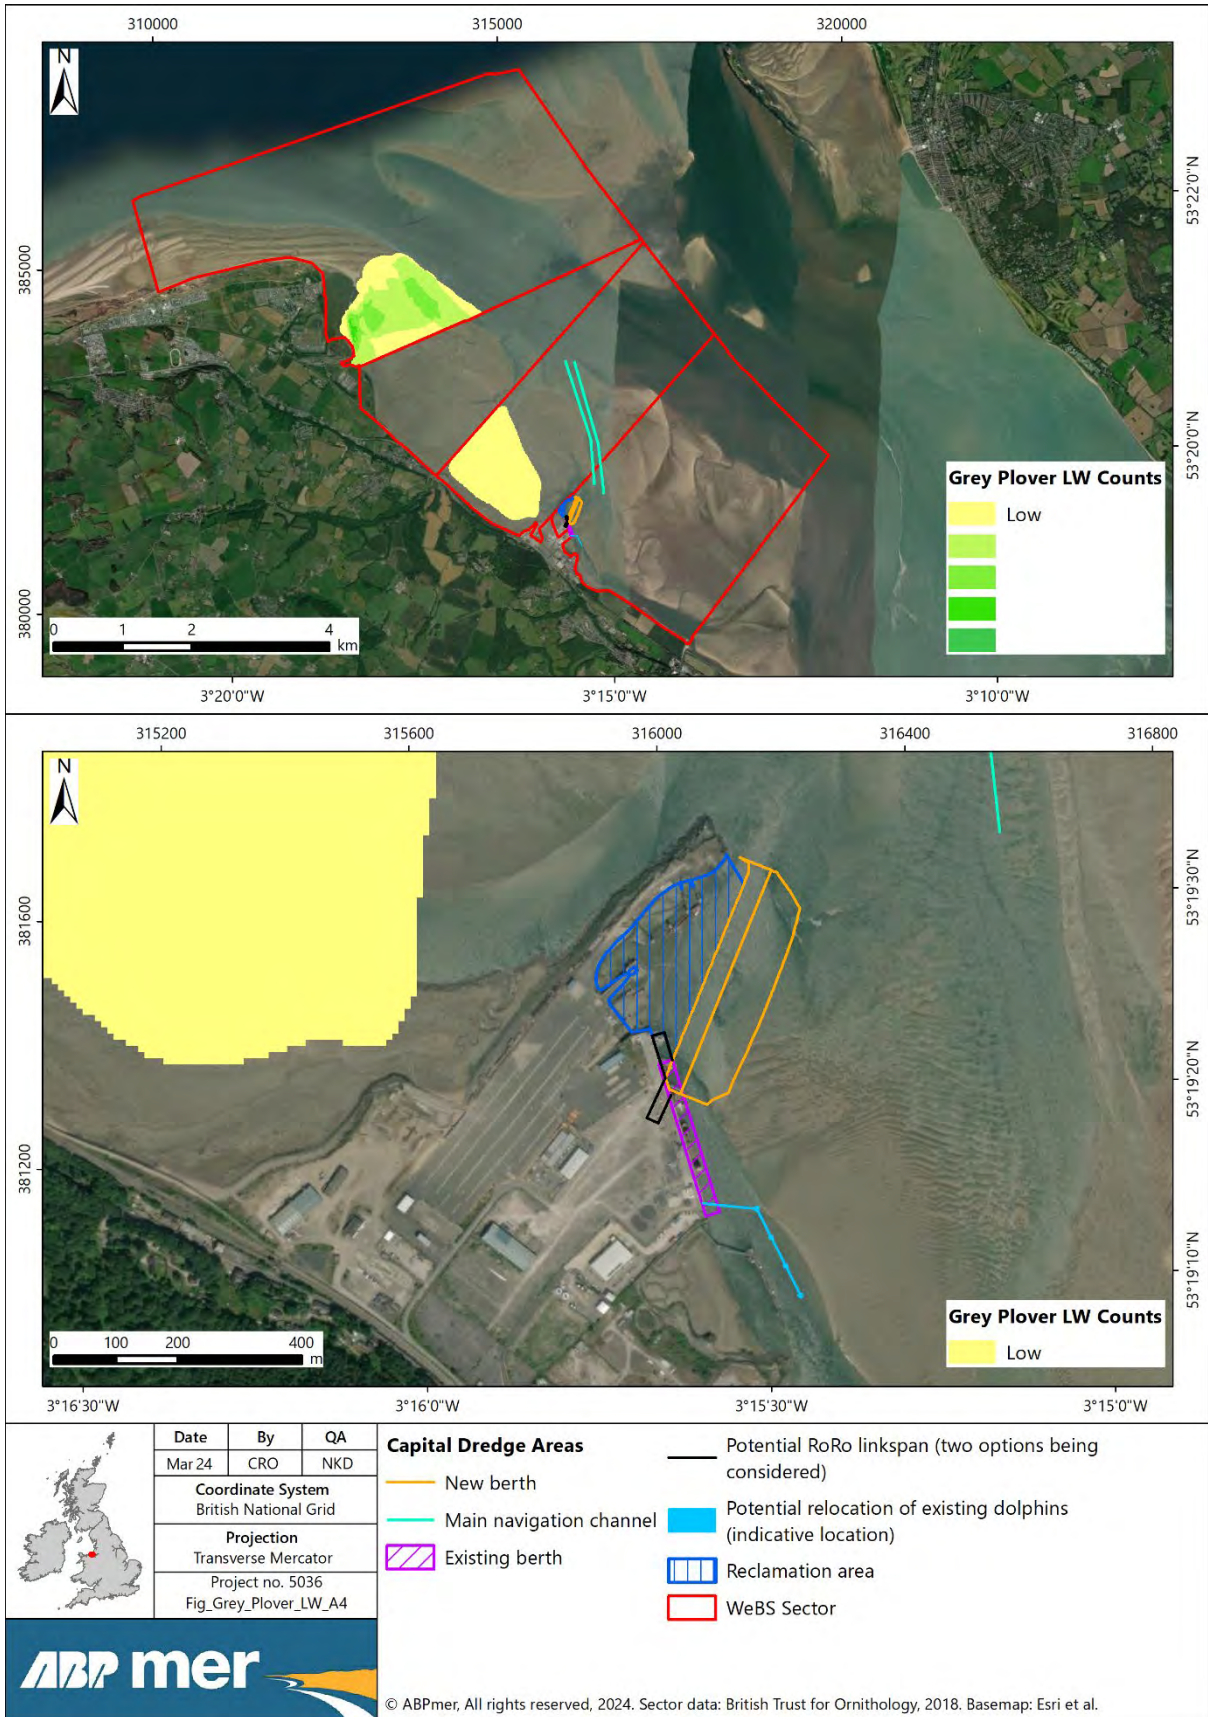 310000
315000
320000
N
385000
380000
53°22'0"N
53°20'0"N
Grey Plover LW Counts
Low
0 1 2 4
km
3°20'0"W
3°15'0"W
3°10'0"W
315200
315600
316000
316400
316800
N
381600
381200
53°19'30"N
53°19'20"N
53°19'10"N
Grey Plover LW Counts
Low
0 100 200 400
m
3°16'30"W
3°16'0"W
3°15'30"W
3°15'0"W
Date By QA
Mar 24 CRO NKD
Coordinate System
British National Grid
Projection
Transverse Mercator
Project no. 5036
Fig_Grey_Plover_LW_A4
ABP mer
Capital Dredge Areas
New berth
Main navigation channel
Existing berth
Potential RoRo linkspan (two options being
considered)
Potential relocation of existing dolphins
(indicative location)
Reclamation area
WeBS Sector
© ABPmer, All rights reserved, 2024. Sector data: British Trust for Ornithology, 2018. Basemap: Esri et al.